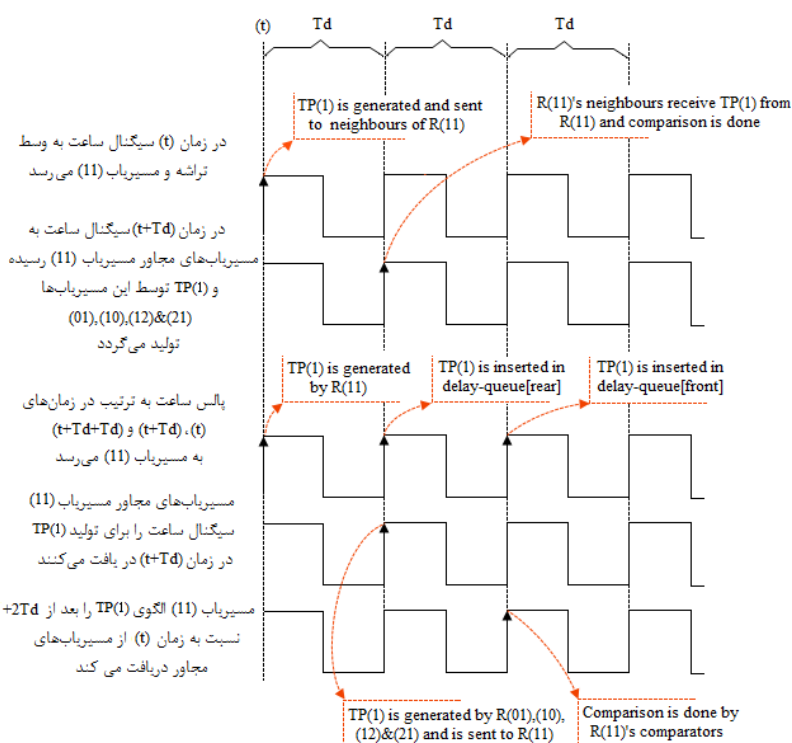 (t)
Td
Td
Td
TP(1) is generated and sent
to neighbours of R(11)
R(11)'s neighbours receive TP(1) from
R(11) and comparison is done
در زمان (t) سیگنال ساعت به وسط
تراشه و مسیریاب (11) می‌رسد
در زمان (t+Td) سیگنال ساعت به
مسیریاب‌های مجاور مسیریاب (11) رسیده
و TP(1) توسط این مسیریاب‌ها
(01),(10),(12)&(21)
تولید می‌گردد
TP(1) is generated
by R(11)
TP(1) is inserted in
delay-queue[rear]
TP(1) is inserted in
delay-queue[front]
پالس ساعت به ترتیب در زمان‌های
(t)، (t+Td) و (t+Td+Td)
به مسیریاب (11) می‌رسد
مسیریاب‌های مجاور مسیریاب (11)
سیگنال ساعت را برای تولید TP(1)
در زمان (t+Td) در یافت می‌کنند
مسیریاب (11) الگوی TP(1) را بعد از 2Td+
نسبت به زمان (t) از مسیریاب‌های
مجاور دریافت می کند
TP(1) is generated by R(01),(10),
(12)&(21) and is sent to R(11)
Comparison is done by
R(11)'s comparators